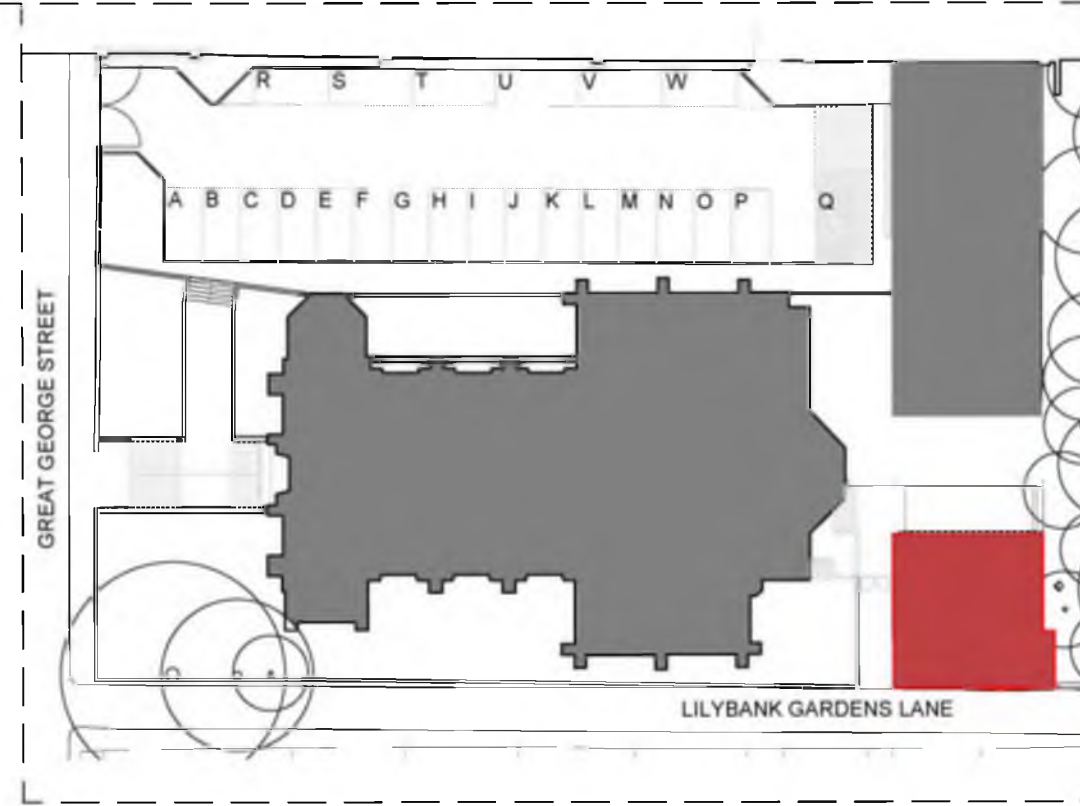 R S T U V W
A B C D E F G H I J K L M N O P Q
GREAT GEORGE STREET
LILYBANK GARDENS LANE